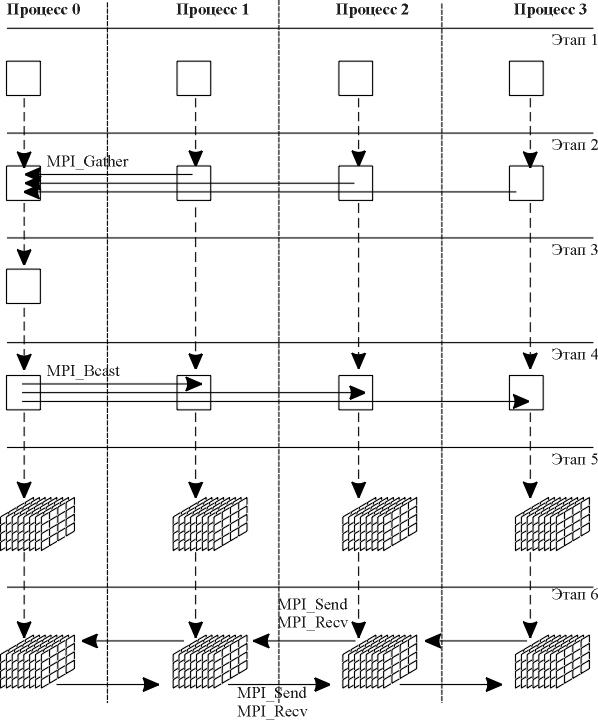 Процесс 0 Процесс 1 Процесс 2 Процесс 3
Этап 1
Этап 2
MPI_Gather
Этап 3
Этап 4
MPI_Bcast
Этап 5
Этап 6
MPI_Send
MPI_Recv
MPI_Send
MPI_Recv